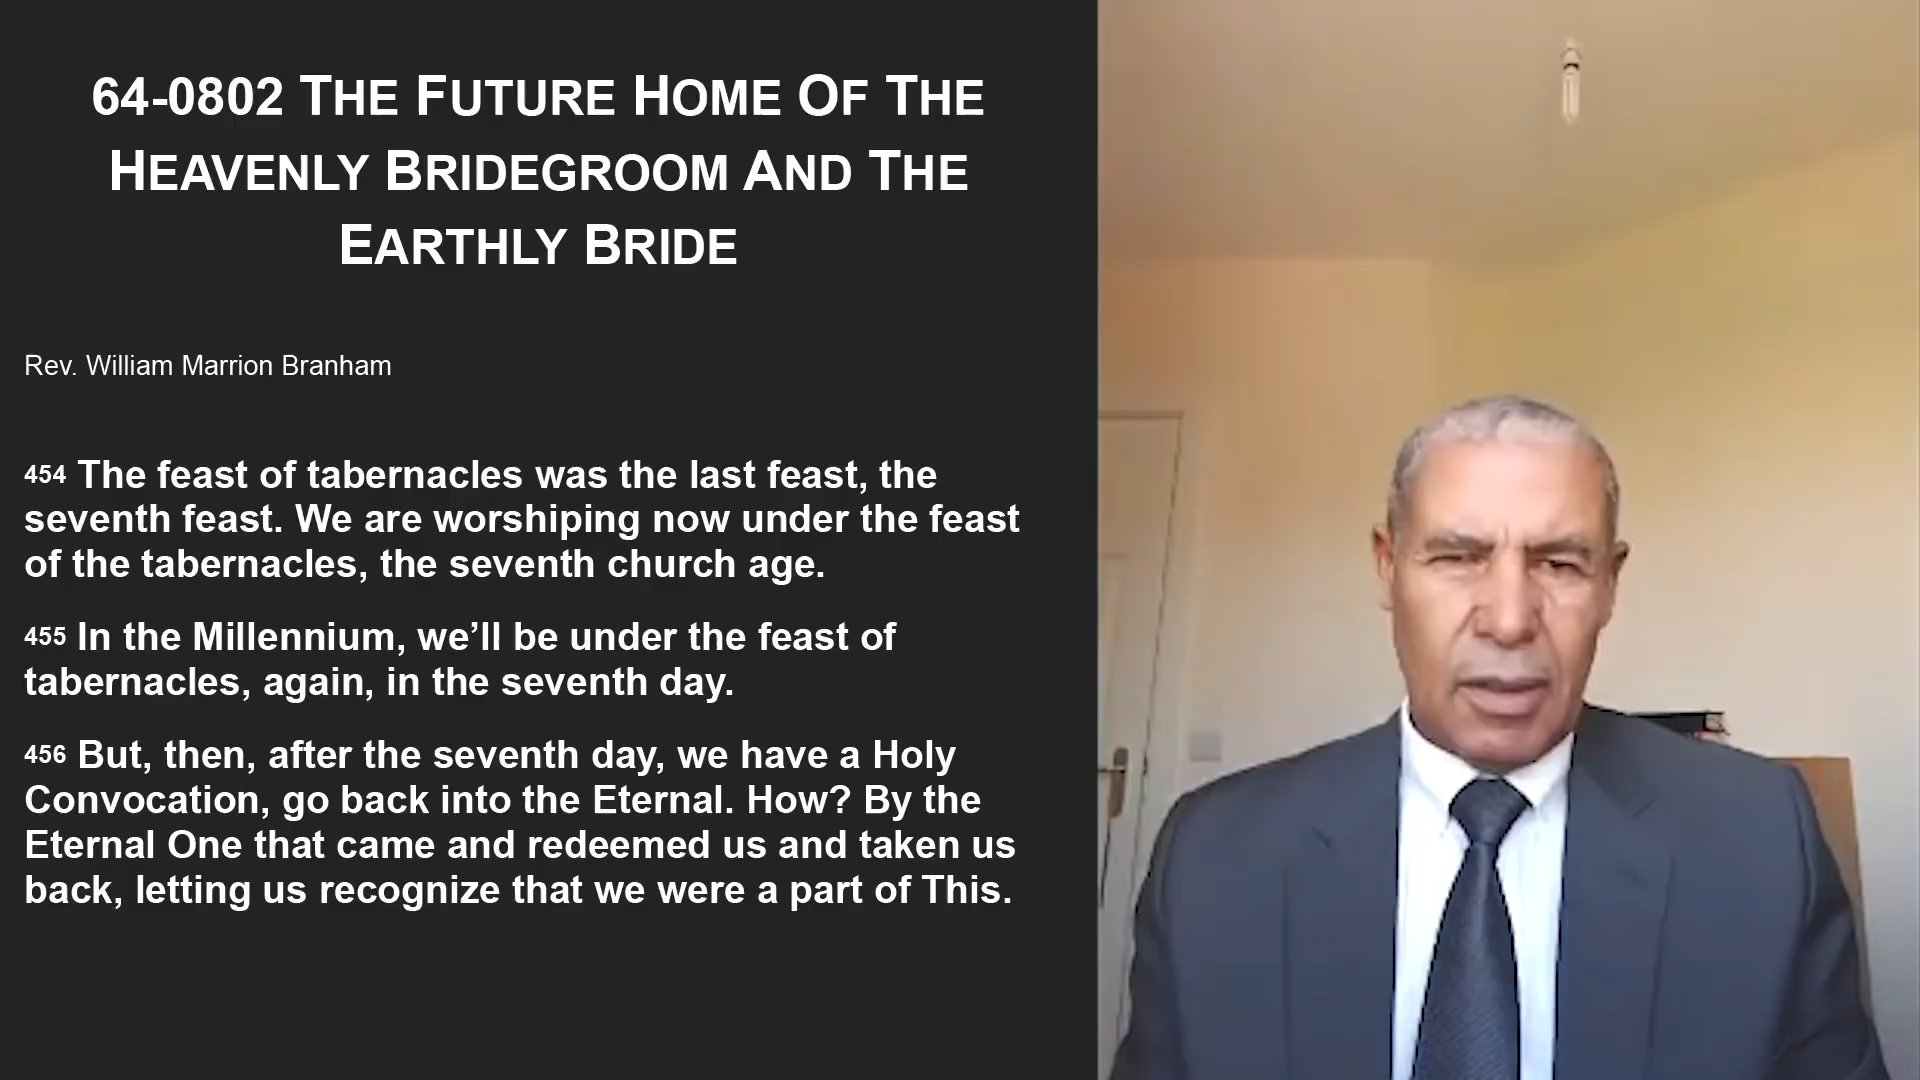 64-0802 THE FUTURE HOME OF THE
HEAVENLY BRIDEGROOM AND THE
EARTHLY BRIDE
Rev. William Marrion Branham
454 The feast of tabernacles was the last feast, the
seventh feast. We are worshiping now under the feast
of the tabernacles, the seventh church age.
455 In the Millennium, we’ll be under the feast of
tabernacles, again, in the seventh day.
456 But, then, after the seventh day, we have a Holy
Convocation, go back into the Eternal. How? By the
Eternal One that came and redeemed us and taken us
back, letting us recognize that we were a part of This.